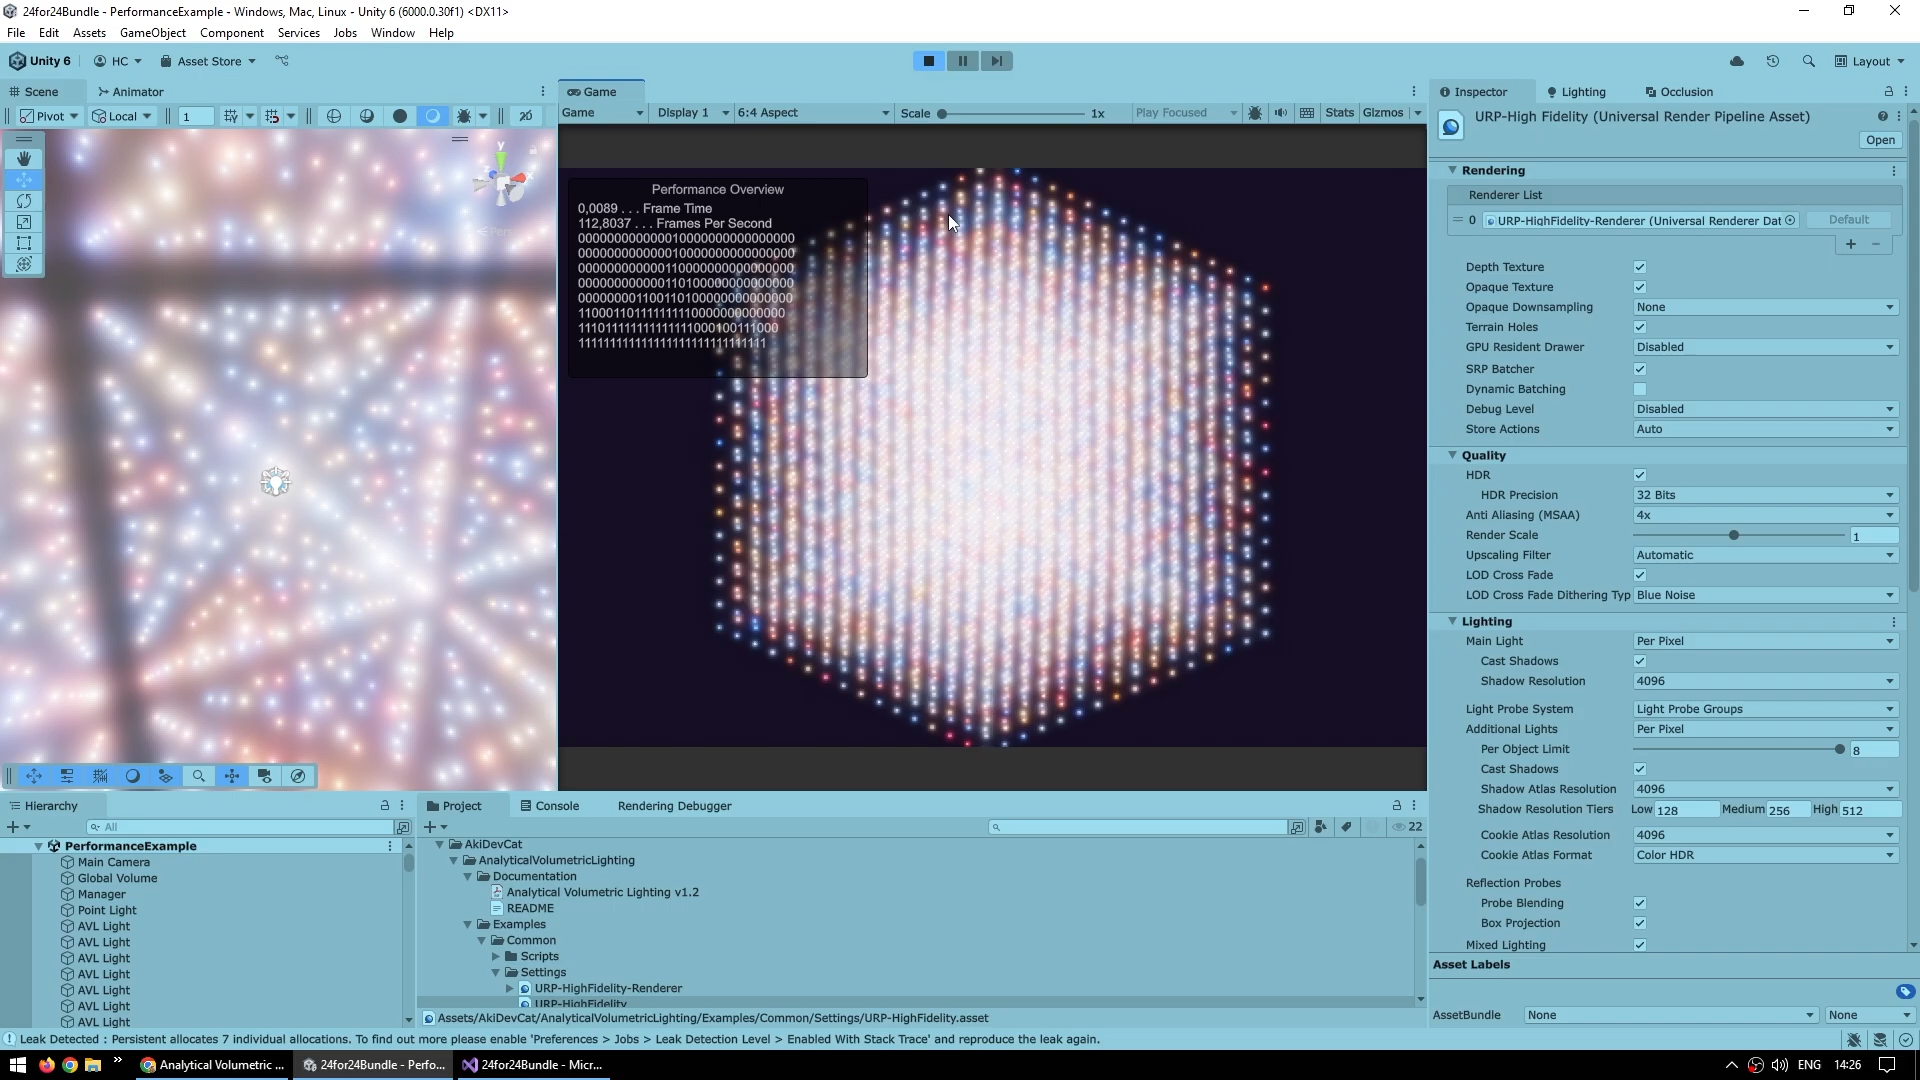 24for24Bundle - PerformanceExample - Windows, Mac, Linux - Unity 6 (6000.0.30f1) <DX11>
File Edit Assets GameObject Component Services Jobs Window Help
Unity 6 HC Asset Store Layout
Scene Animator
Pivot Local 1
Game
Game Display 1 6:4 Aspect Scale 1x Play Focused Stats Gizmos
Performance Overview
0,0089 . . . Frame Time
112,8037 . . . Frames Per Second
Inspector Lighting Occlusion
URP-High Fidelity (Universal Render Pipeline Asset)
Open
Rendering
Renderer List
0 URP-HighFidelity-Renderer (Universal Renderer Dat Default
Depth Texture
Opaque Texture
Opaque Downsampling None
Terrain Holes
GPU Resident Drawer Disabled
SRP Batcher
Dynamic Batching
Debug Level Disabled
Store Actions Auto
Quality
HDR
HDR Precision 32 Bits
Anti Aliasing (MSAA) 4x
Render Scale 1
Upscaling Filter Automatic
LOD Cross Fade
LOD Cross Fade Dithering Typ Blue Noise
Lighting
Main Light Per Pixel
Cast Shadows
Shadow Resolution 4096
Light Probe System Light Probe Groups
Additional Lights Per Pixel
Per Object Limit 8
Cast Shadows
Shadow Atlas Resolution 4096
Shadow Resolution Tiers Low 128 Medium 256 High 512
Cookie Atlas Resolution 4096
Cookie Atlas Format Color HDR
Reflection Probes
Probe Blending
Box Projection
Mixed Lighting
Asset Labels
AssetBundle None None
Hierarchy
All
PerformanceExample
Main Camera
Global Volume
Manager
Point Light
AVL Light
AVL Light
AVL Light
AVL Light
AVL Light
AVL Light
AVL Light
Project Console Rendering Debugger
22
AkiDevCat
AnalyticalVolumetricLighting
Documentation
Analytical Volumetric Lighting v1.2
README
Examples
Common
Scripts
Settings
URP-HighFidelity-Renderer
URP-HighFidelity
Assets/AkiDevCat/AnalyticalVolumetricLighting/Examples/Common/Settings/URP-HighFidelity.asset
Leak Detected : Persistent allocates 7 individual allocations. To find out more please enable 'Preferences > Jobs > Leak Detection Level > Enabled With Stack Trace' and reproduce the leak again.
Analytical Volumetric ... 24for24Bundle - Perfo... 24for24Bundle - Micr... ENG 14:26